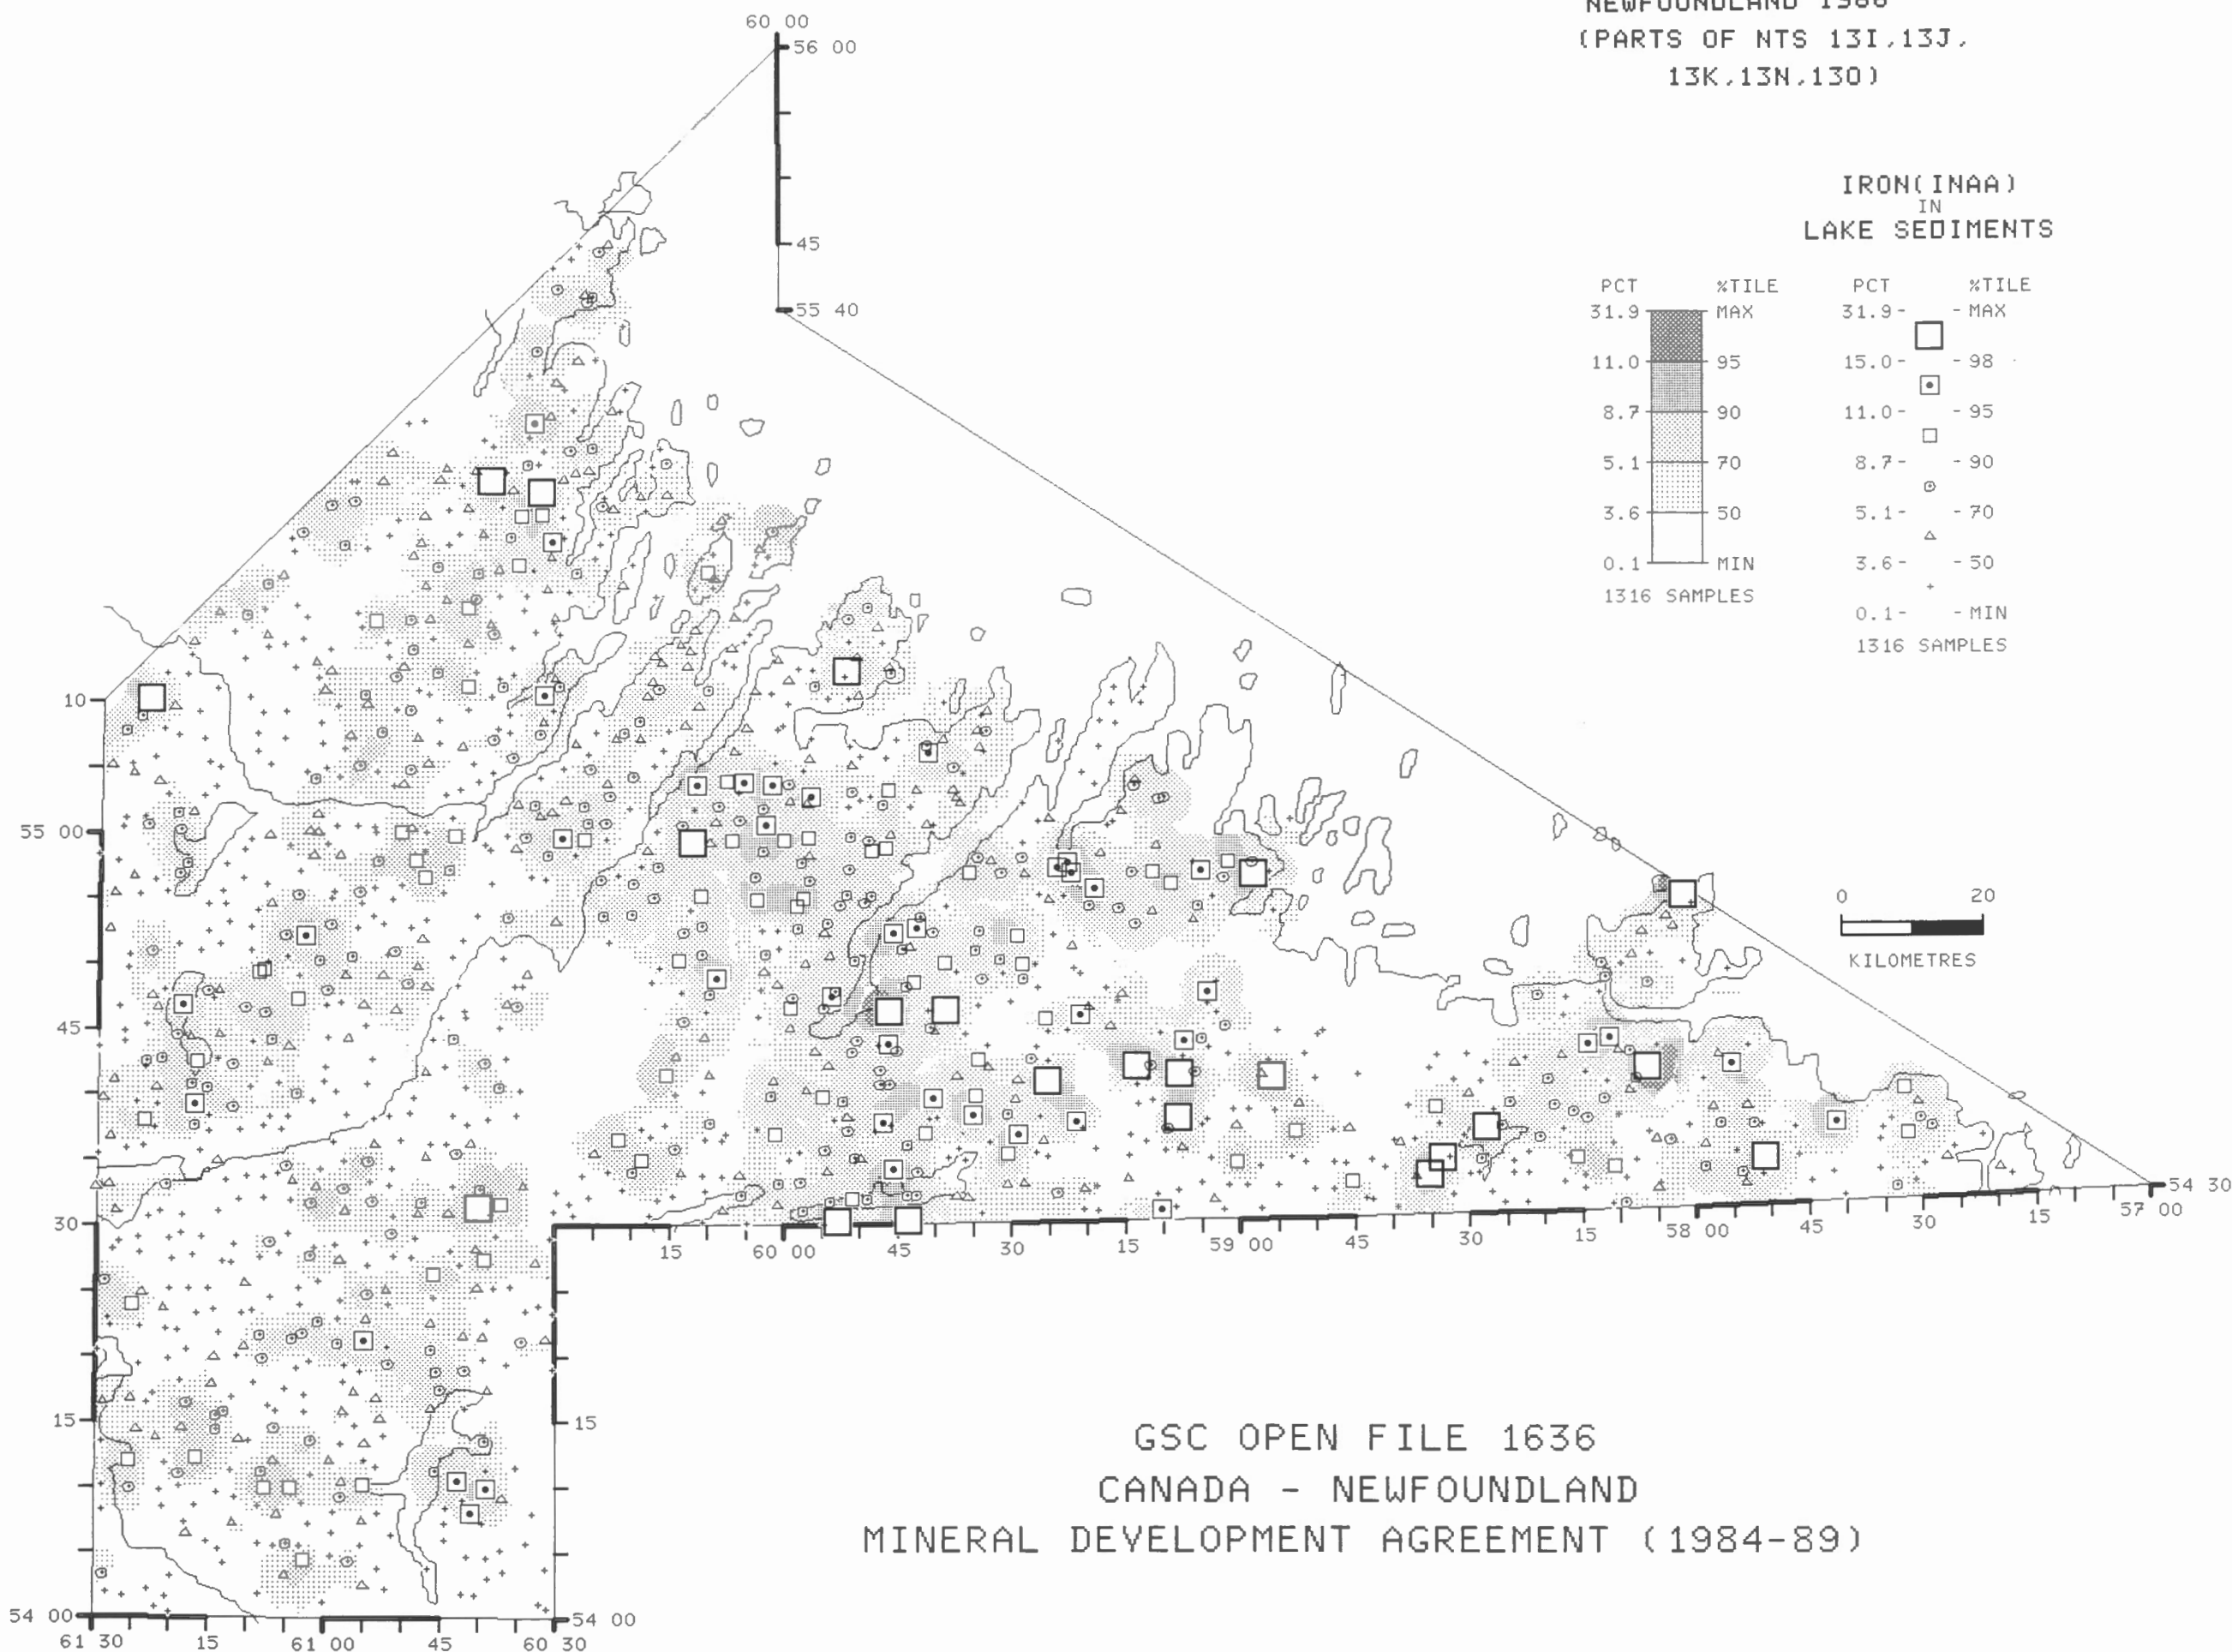 NEWFOUNDLAND 1988
(PARTS OF NTS 13I,13J,
13K,13N,13O)
IRON(INAA)
IN
LAKE SEDIMENTS
PCT %TILE
31.9 MAX
11.0 95
8.7 90
5.1 70
3.6 50
0.1 MIN
1316 SAMPLES
PCT %TILE
31.9- - MAX
15.0- - 98
11.0- - 95
8.7- - 90
5.1- - 70
3.6- - 50
0.1- - MIN
1316 SAMPLES
0 20
KILOMETRES
60 00
56 00
45
55 40
10
55 00
45
30
15
54 00
61 30 15 61 00 45 60 30
54 00
15
15 60 00 45 30 15 59 00 45 30 15 58 00 45 30 15 57 00
54 30
GSC OPEN FILE 1636
CANADA - NEWFOUNDLAND
MINERAL DEVELOPMENT AGREEMENT (1984-89)